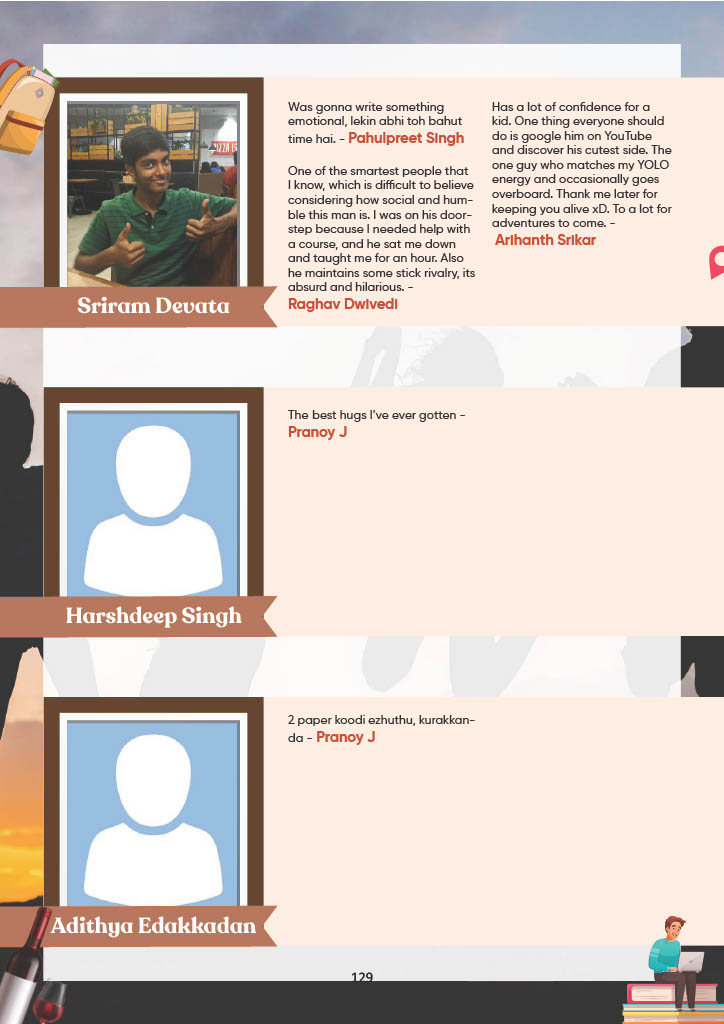 Was gonna write something
emotional, lekin abhi toh bahut
time hai. - Pahulpreet Singh
One of the smartest people that
I know, which is difficult to believe
considering how social and hum-
ble this man is. I was on his door-
step because I needed help with
a course, and he sat me down
and taught me for an hour. Also
he maintains some stick rivalry, its
absurd and hilarious. -
Raghav Dwivedi
Has a lot of confidence for a
kid. One thing everyone should
do is google him on YouTube
and discover his cutest side. The
one guy who matches my YOLO
energy and occasionally goes
overboard. Thank me later for
keeping you alive xD. To a lot for
adventures to come. -
Arihanth Srikar
Sriram Devata
The best hugs I've ever gotten -
Pranoy J
Harshdeep Singh
2 paper koodi ezhuthu, kurakkan-
da - Pranoy J
Adithya Edakkadan
129